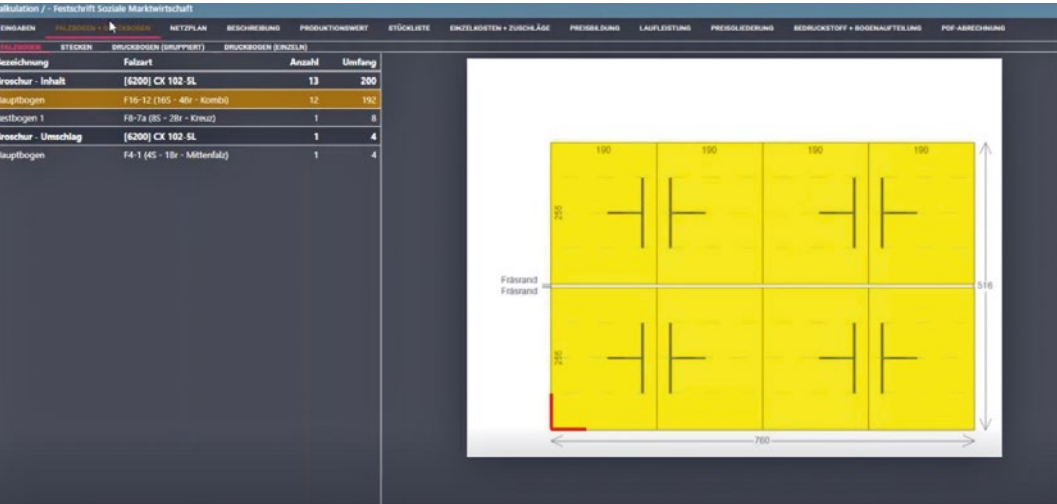 alkulation / - Festschrift Soziale Marktwirtschaft
EINGABEN FALZBOGEN + DRUCKBOGEN NETZPLAN BESCHREIBUNG PRODUKTIONSWERT STÜCKLISTE EINZELKOSTEN + ZUSCHLÄGE PREISBILDUNG LAUFLEISTUNG PREISGLIEDERUNG BEDRUCKSTOFF + BOGENAUFTEILUNG PDF-ABRECHNUNG
FALZBOGEN STECKEN DRUCKBOGEN (GRUPPIERT) DRUCKBOGEN (EINZELN)
Bezeichnung Falzart Anzahl Umfang
Broschur - Inhalt [6200] CX 102-5L 13 200
Hauptbogen F16-12 (16S - 4Br - Kombi) 12 192
estbogen 1 F8-7a (8S - 2Br - Kreuz) 1 8
Broschur - Umschlag [6200] CX 102-5L 1 4
Hauptbogen F4-1 (4S - 1Br - Mittenfalz) 1 4
190 190 190 190
255
Fräsrand
Fräsrand
516
255
760